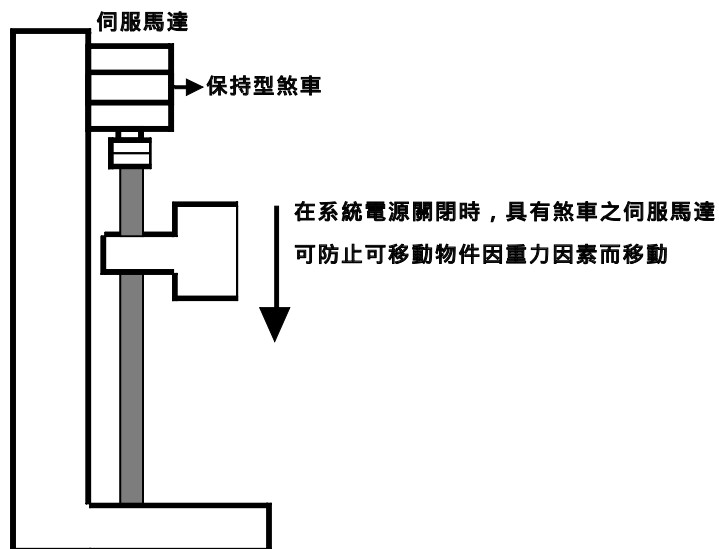 伺服馬達
保持型煞車
在系統電源關閉時，具有煞車之伺服馬達
可防止可移動物件因重力因素而移動